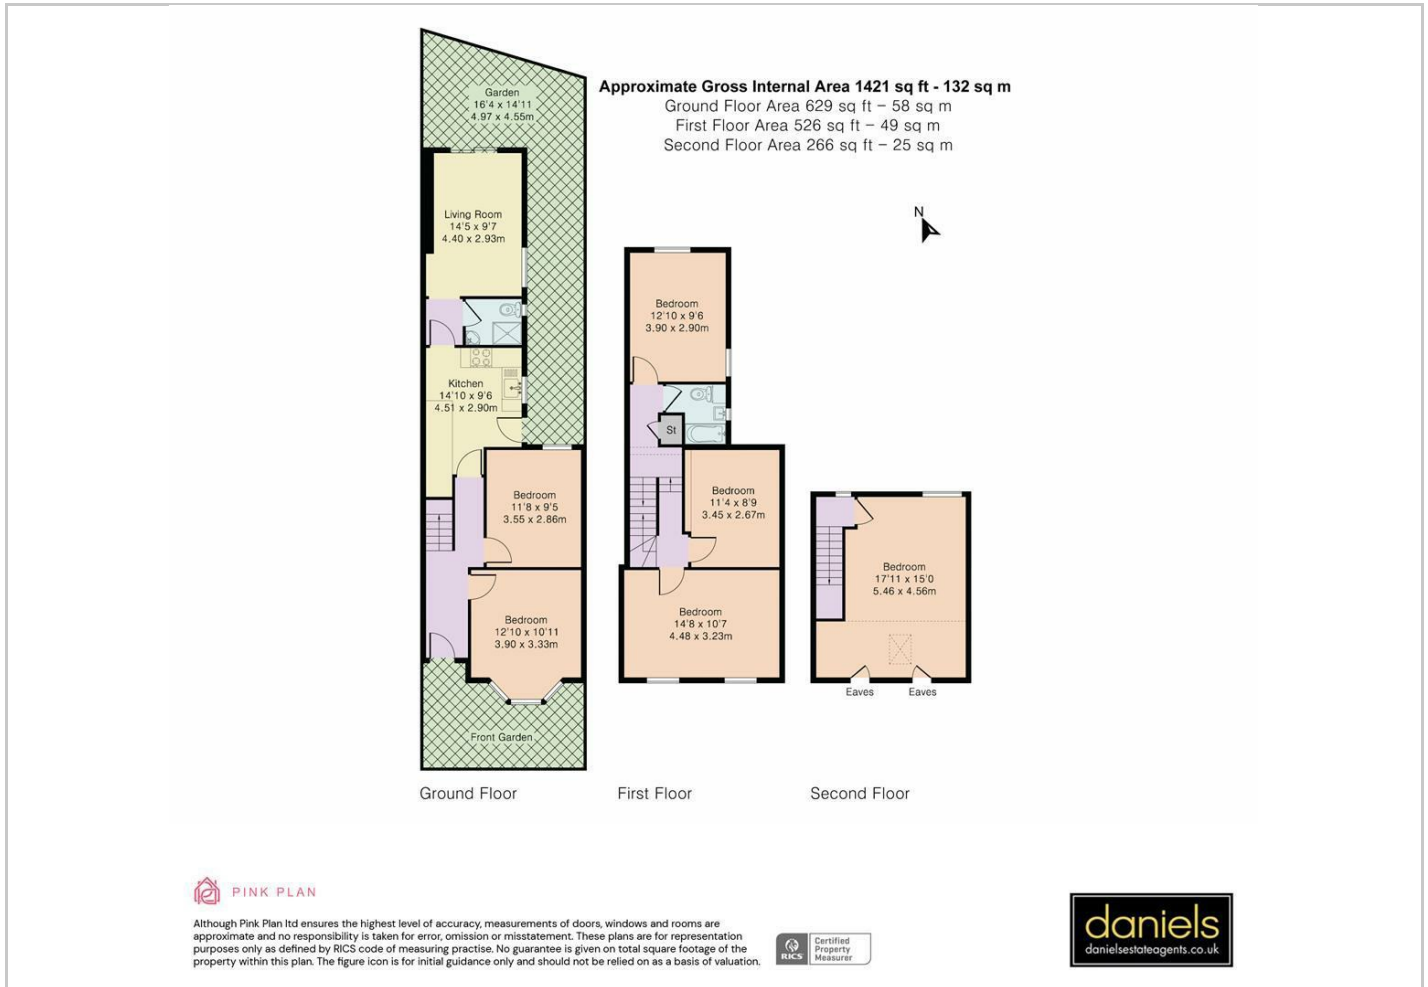 Approximate Gross Internal Area 1421 sq ft - 132 sq m
Ground Floor Area 629 sq ft – 58 sq m
First Floor Area 526 sq ft – 49 sq m
Second Floor Area 266 sq ft – 25 sq m
N
Garden
16'4 x 14'11
4.97 x 4.55m
Living Room
14'5 x 9'7
4.40 x 2.93m
Kitchen
14'10 x 9'6
4.51 x 2.90m
Bedroom
11'8 x 9'5
3.55 x 2.86m
Bedroom
12'10 x 10'11
3.90 x 3.33m
Front Garden
Ground Floor
Bedroom
12'10 x 9'6
3.90 x 2.90m
St
Bedroom
11'4 x 8'9
3.45 x 2.67m
Bedroom
14'8 x 10'7
4.48 x 3.23m
First Floor
Bedroom
17'11 x 15'0
5.46 x 4.56m
Eaves
Eaves
Second Floor
PINK PLAN
Although Pink Plan ltd ensures the highest level of accuracy, measurements of doors, windows and rooms are
approximate and no responsibility is taken for error, omission or misstatement. These plans are for representation
purposes only as defined by RICS code of measuring practise. No guarantee is given on total square footage of the
property within this plan. The figure icon is for initial guidance only and should not be relied on as a basis of valuation.
RICS
Certified
Property
Measurer
daniels
danielsestateagents.co.uk